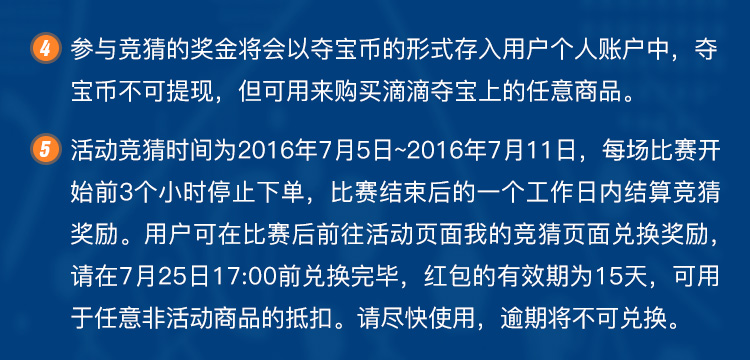 4 参与竞猜的奖金将会以夺宝币的形式存入用户个人账户中，夺
宝币不可提现，但可用来购买滴滴夺宝上的任意商品。
5 活动竞猜时间为2016年7月5日~2016年7月11日，每场比赛开
始前3个小时停止下单，比赛结束后的一个工作日内结算竞猜
奖励。用户可在比赛后前往活动页面我的竞猜页面兑换奖励，
请在7月25日17:00前兑换完毕，红包的有效期为15天，可用
于任意非活动商品的抵扣。请尽快使用，逾期将不可兑换。